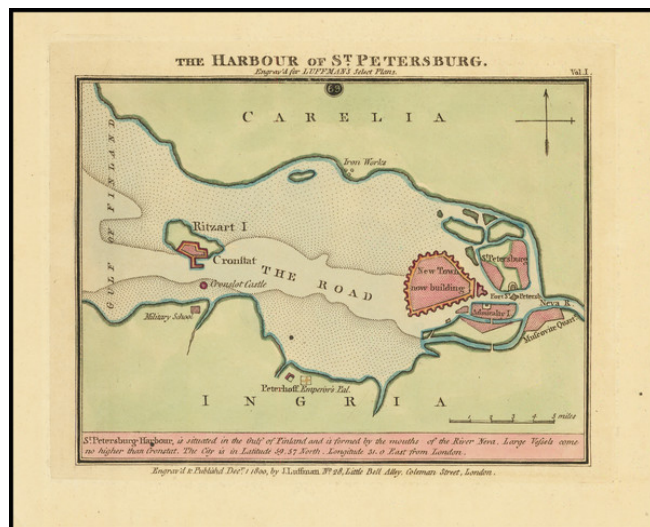 THE HARBOUR OF ST. PETERSBURG.
Engrav'd for LUFFMANS Select Plans.
Vol. I.
69
CARELIA
GULF OF FINLAND
Iron Works
Ritzart I
Cronstat
THE ROAD
Cronslot Castle
Military School
New Town
now building
St. Petersburg
Fort St. Petersb.
Neva R.
Admiralty I.
Muscovite Quart.
Peterhoff Emperor's Pal.
INGRIA
1 2 3 4 5 miles
St. Petersburg Harbour, is situated in the Gulf of Finland and is formed by the mouths of the River Neva. Large Vessels come
no higher than Cronstat. The City is in Latitude 59.57 North. Longitude 31.0 East from London.
Engrav'd & Publish'd Decr. 1 1800, by J. Luffman No. 28, Little Bell Alley, Coleman Street, London.